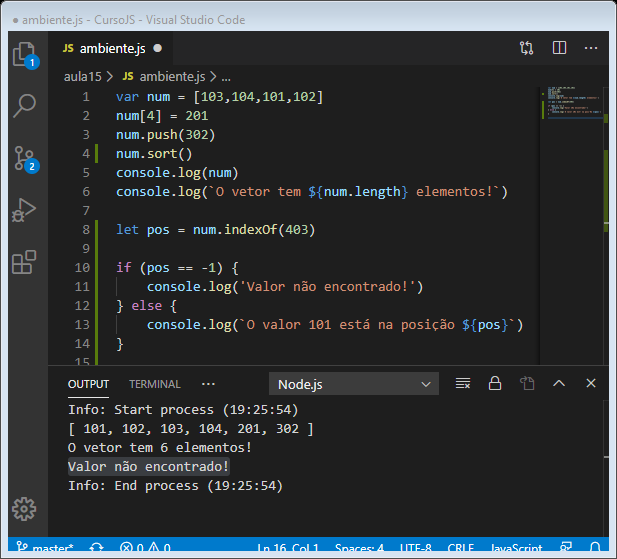 ● ambiente.js - CursoJS - Visual Studio Code
JS ambiente.js ●
aula15 > JS ambiente.js > ...
1 var num = [103,104,101,102]
2 num[4] = 201
3 num.push(302)
4 num.sort()
5 console.log(num)
6 console.log(`O vetor tem ${num.length} elementos!`)
7
8 let pos = num.indexOf(403)
9
10 if (pos == -1) {
11 console.log('Valor não encontrado!')
12 } else {
13 console.log(`O valor 101 está na posição ${pos}`)
14 }
15
1
2
OUTPUT TERMINAL ... Node.js
Info: Start process (19:25:54)
[ 101, 102, 103, 104, 201, 302 ]
O vetor tem 6 elementos!
Valor não encontrado!
Info: End process (19:25:54)
master* 0 0 Ln 16, Col 1 Spaces: 4 UTF-8 CRLF JavaScript